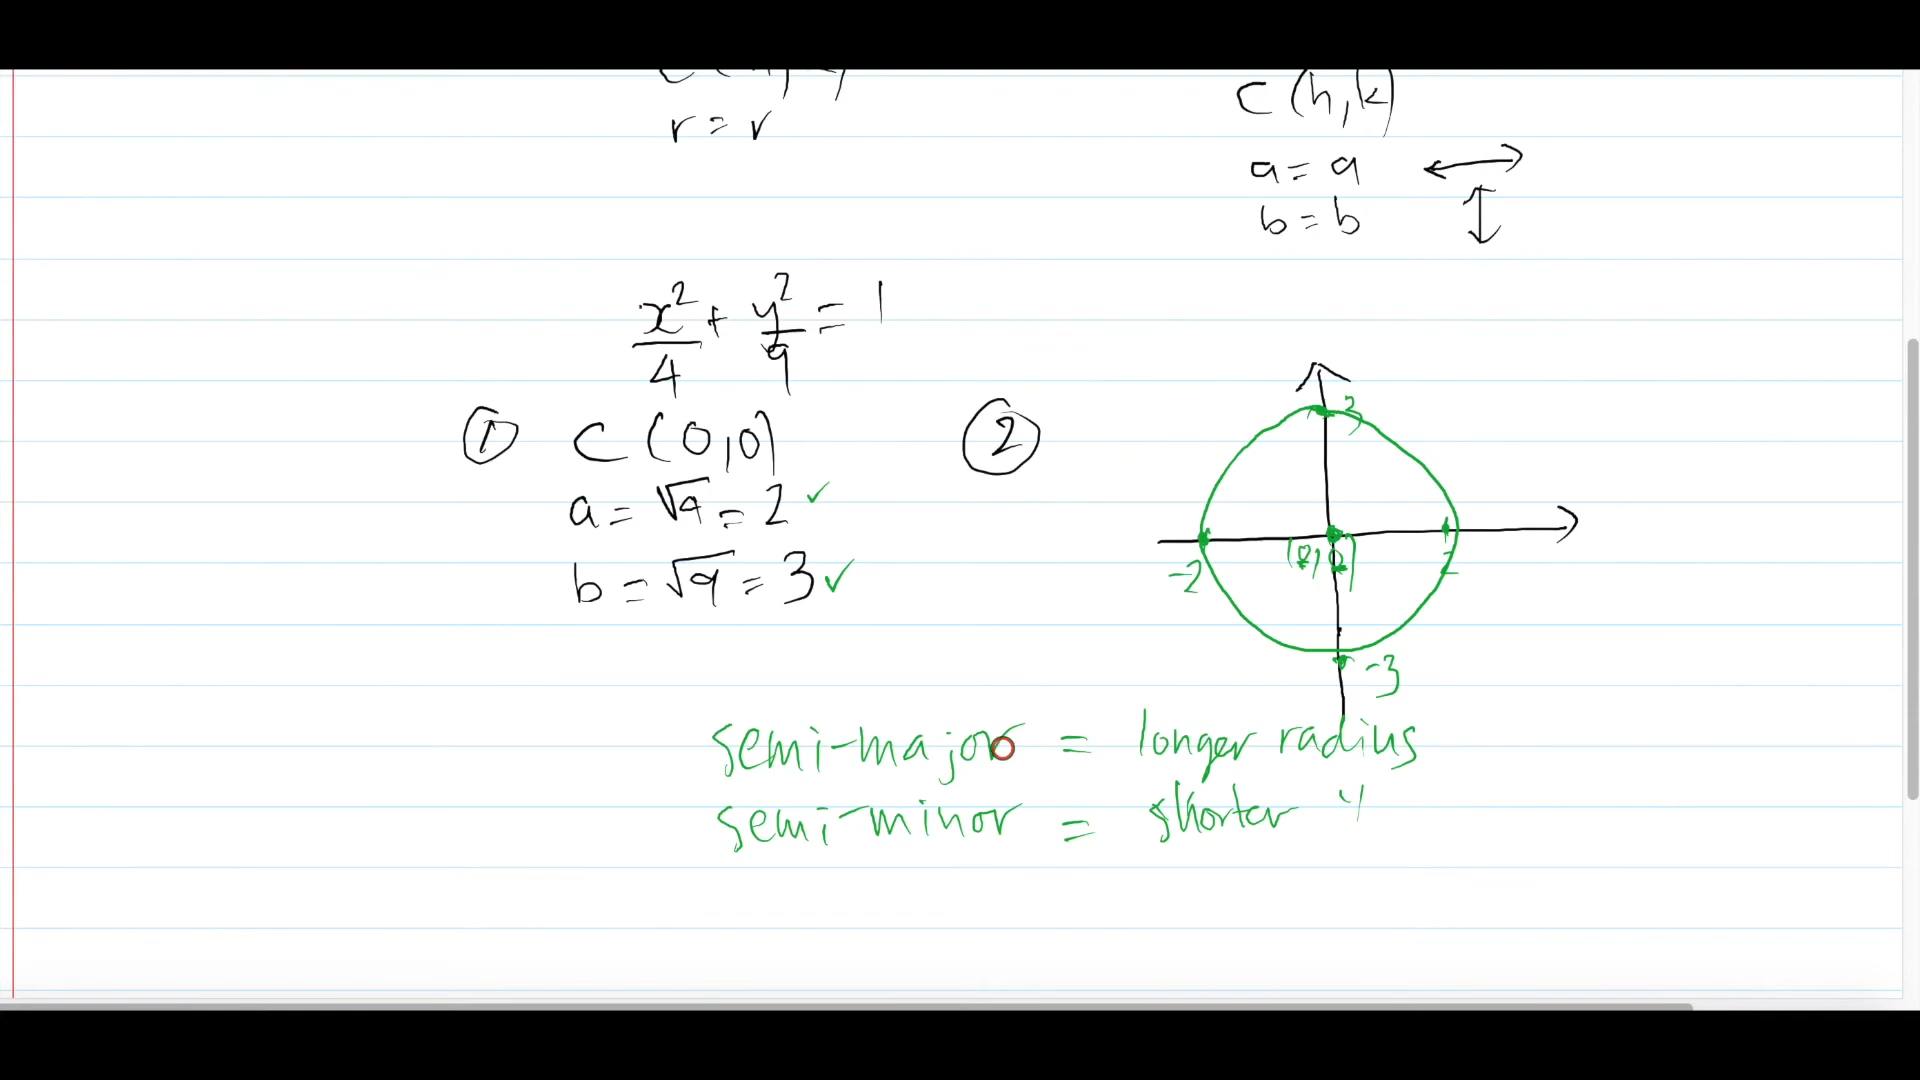 r = r
C (h, k)
a = a
b = b
x²/4 + y²/9 = 1
① C (0,0)
a = √4 = 2 ✓
b = √9 = 3 ✓
②
3
-2
(0,0)
2
-3
semi-major = longer radius
semi-minor = shorter "